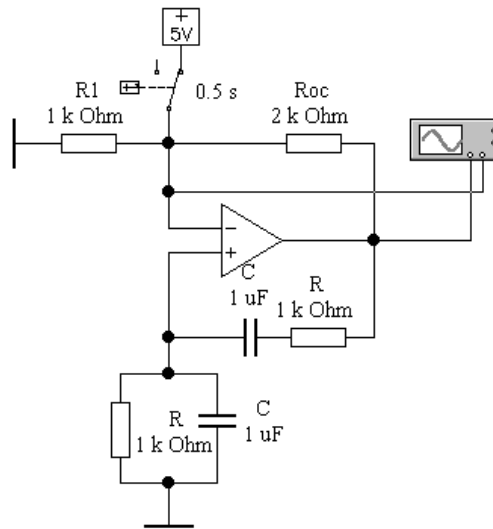 +
5V
0.5 s
R1
1 k Ohm
Roc
2 k Ohm
−
+
C
1 uF
R
1 k Ohm
R
1 k Ohm
C
1 uF